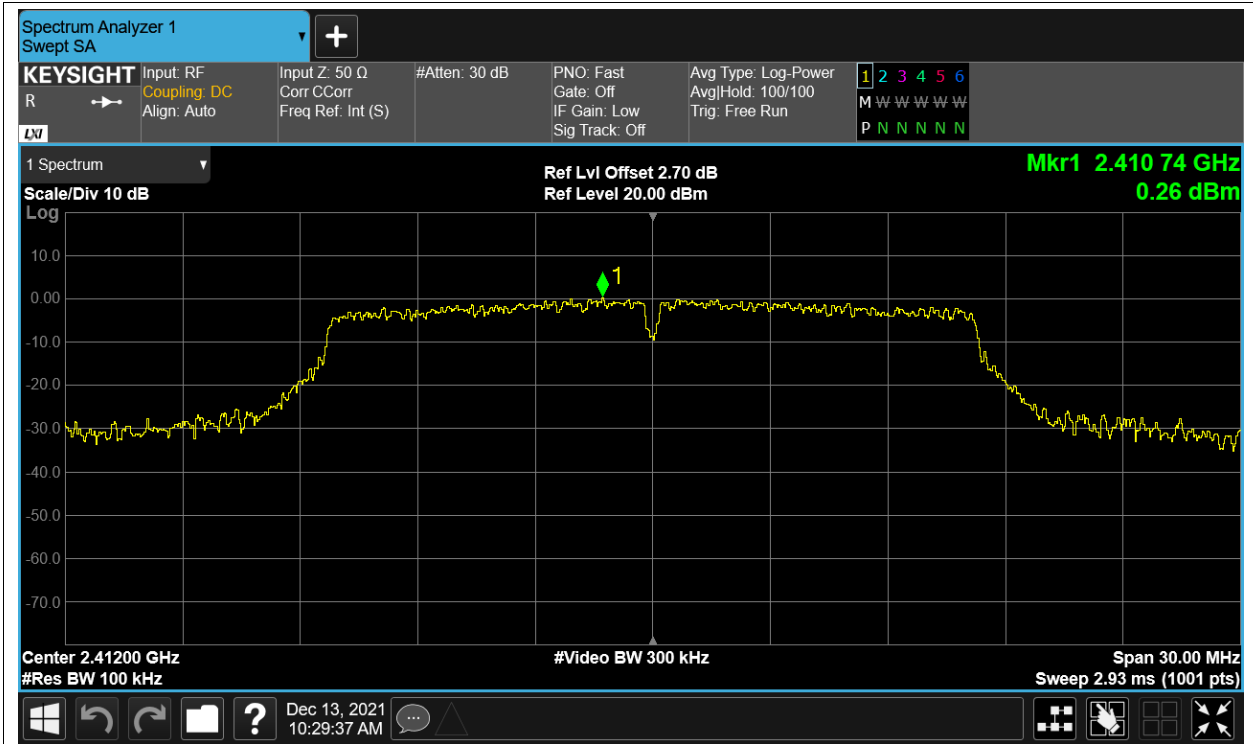 Spectrum Analyzer 1
Swept SA
KEYSIGHT
R
LXI
Input: RF
Coupling: DC
Align: Auto
Input Z: 50 Ω
Corr CCorr
Freq Ref: Int (S)
#Atten: 30 dB
PNO: Fast
Gate: Off
IF Gain: Low
Sig Track: Off
Avg Type: Log-Power
Avg|Hold: 100/100
Trig: Free Run
1 2 3 4 5 6
M W W W W W
P N N N N N
1 Spectrum
Scale/Div 10 dB
Log
Ref Lvl Offset 2.70 dB
Ref Level 20.00 dBm
Mkr1 2.410 74 GHz
0.26 dBm
1
10.0
0.00
-10.0
-20.0
-30.0
-40.0
-50.0
-60.0
-70.0
Center 2.41200 GHz
#Res BW 100 kHz
#Video BW 300 kHz
Span 30.00 MHz
Sweep 2.93 ms (1001 pts)
?
Dec 13, 2021
10:29:37 AM